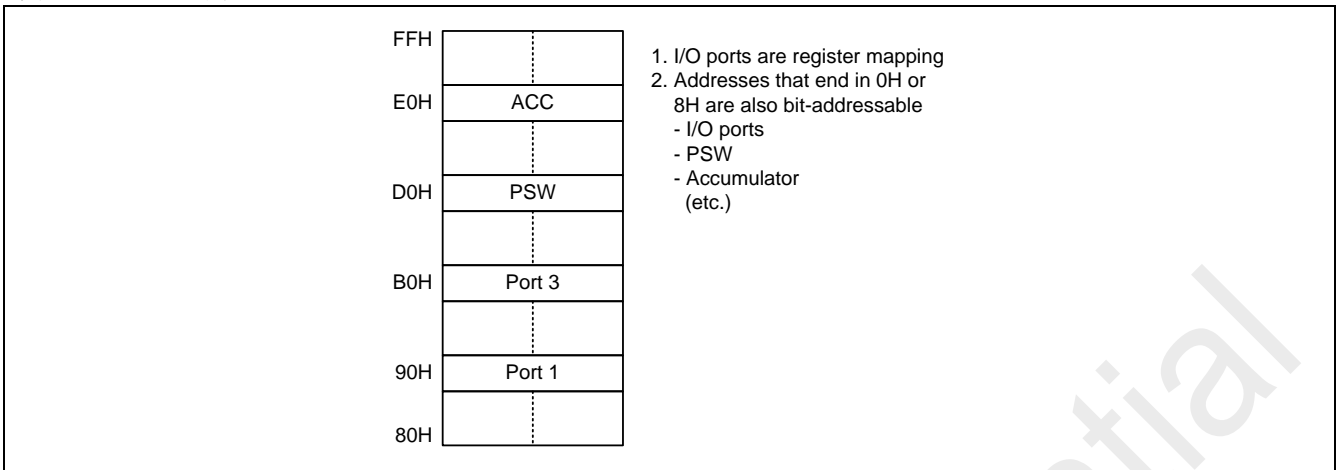 FFH
1. I/O ports are register mapping
2. Addresses that end in 0H or
8H are also bit-addressable
- I/O ports
- PSW
- Accumulator
(etc.)
E0H ACC
D0H PSW
B0H Port 3
90H Port 1
80H